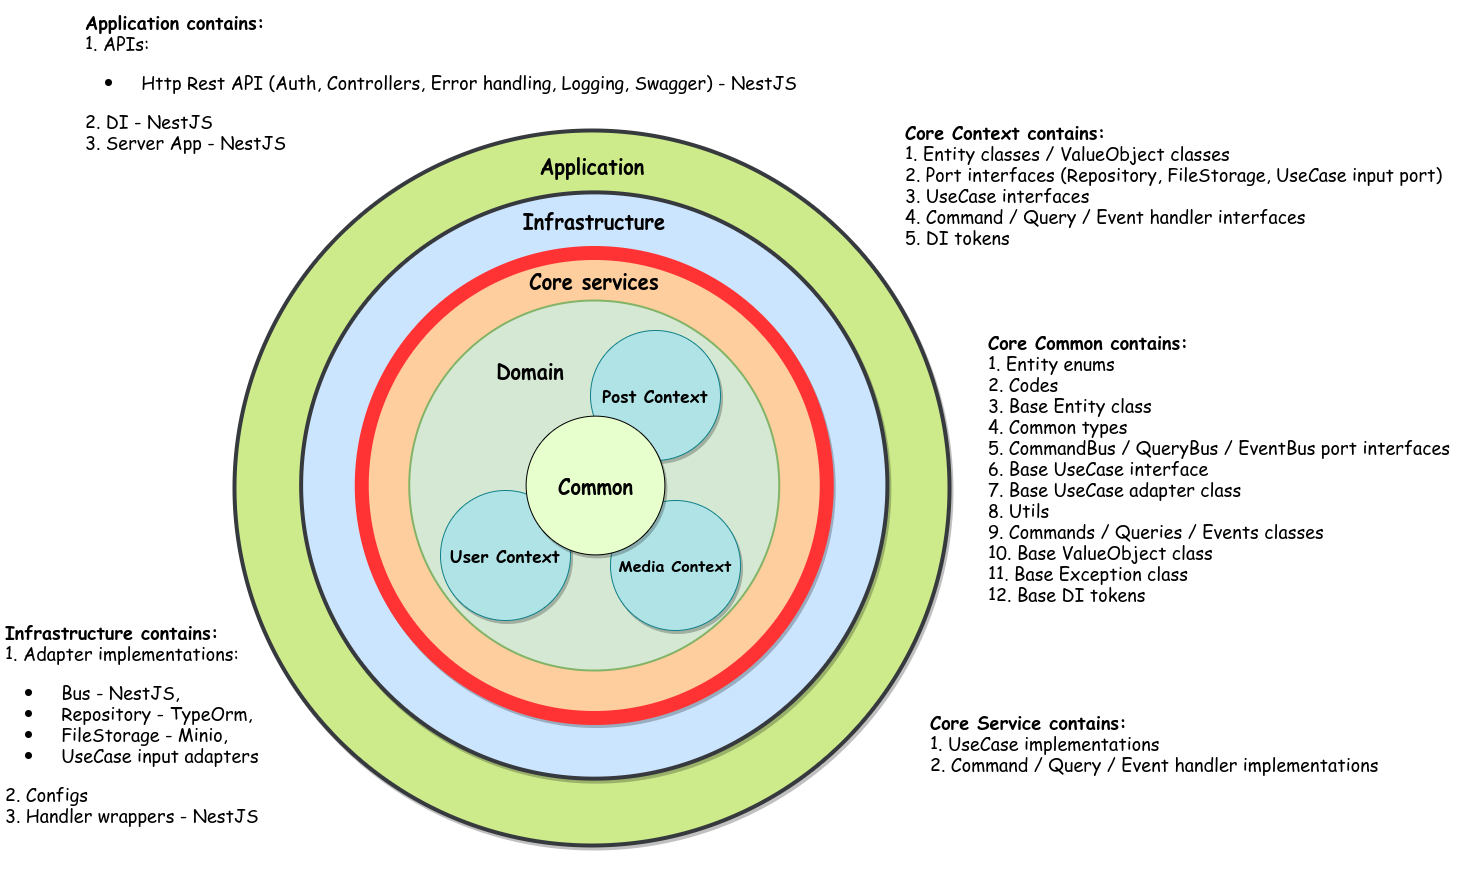 Application contains:
1. APIs:
• Http Rest API (Auth, Controllers, Error handling, Logging, Swagger) - NestJS
2. DI - NestJS
3. Server App - NestJS
Core Context contains:
1. Entity classes / ValueObject classes
2. Port interfaces (Repository, FileStorage, UseCase input port)
3. UseCase interfaces
4. Command / Query / Event handler interfaces
5. DI tokens
Application
Infrastructure
Core services
Domain
Post Context
Common
User Context
Media Context
Core Common contains:
1. Entity enums
2. Codes
3. Base Entity class
4. Common types
5. CommandBus / QueryBus / EventBus port interfaces
6. Base UseCase interface
7. Base UseCase adapter class
8. Utils
9. Commands / Queries / Events classes
10. Base ValueObject class
11. Base Exception class
12. Base DI tokens
Infrastructure contains:
1. Adapter implementations:
• Bus - NestJS,
• Repository - TypeOrm,
• FileStorage - Minio,
• UseCase input adapters
2. Configs
3. Handler wrappers - NestJS
Core Service contains:
1. UseCase implementations
2. Command / Query / Event handler implementations